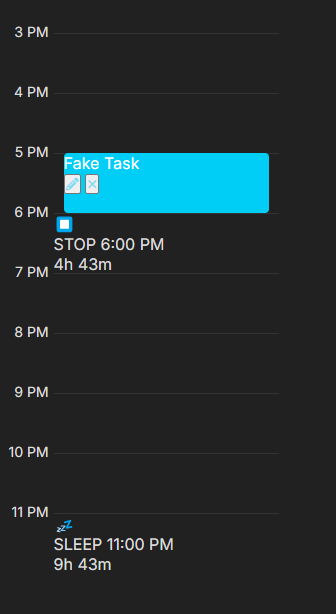 3 PM
4 PM
5 PM
Fake Task
6 PM
STOP 6:00 PM
4h 43m
7 PM
8 PM
9 PM
10 PM
11 PM
💤
SLEEP 11:00 PM
9h 43m